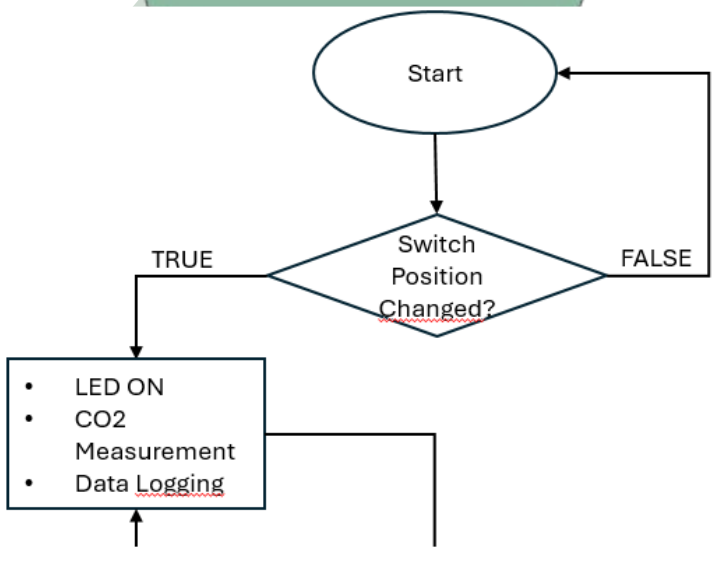 Start
Switch
Position
Changed?
TRUE
FALSE
• LED ON
• CO2
Measurement
• Data Logging